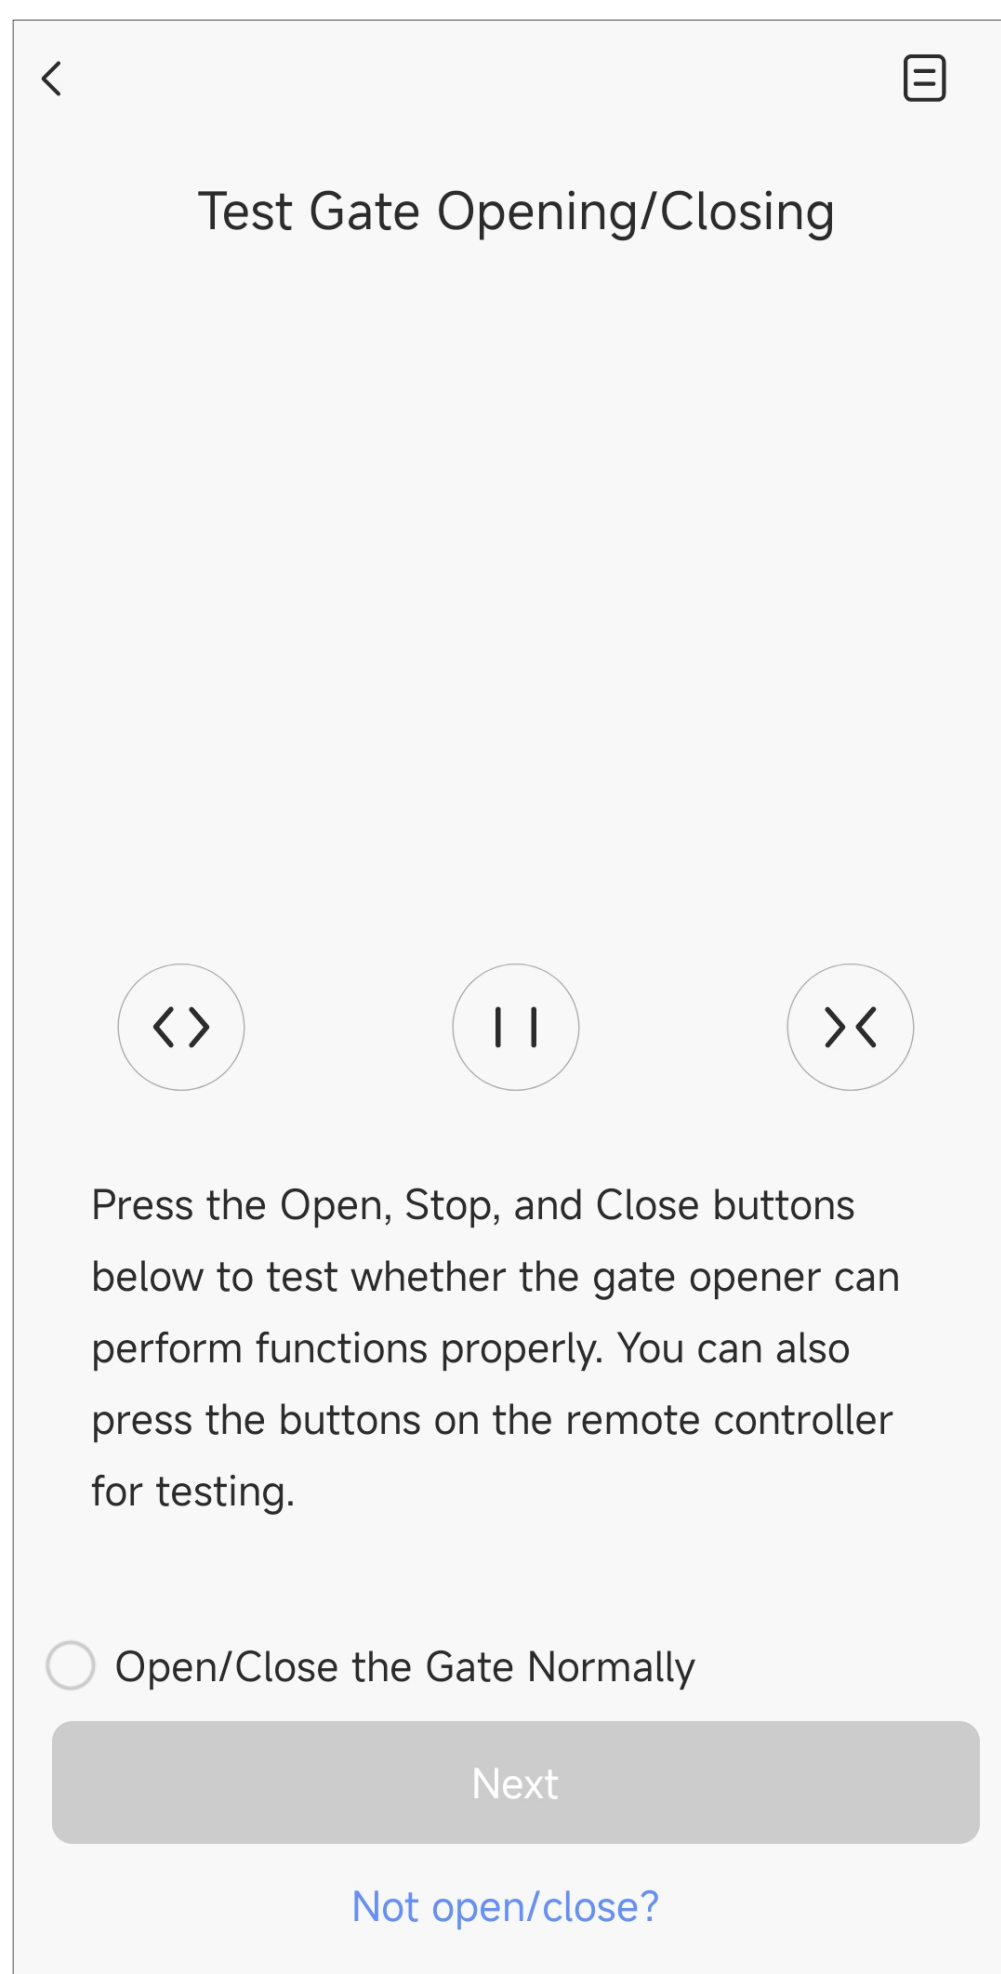 Test Gate Opening/Closing
Press the Open, Stop, and Close buttons
below to test whether the gate opener can
perform functions properly. You can also
press the buttons on the remote controller
for testing.
Open/Close the Gate Normally
Next
Not open/close?